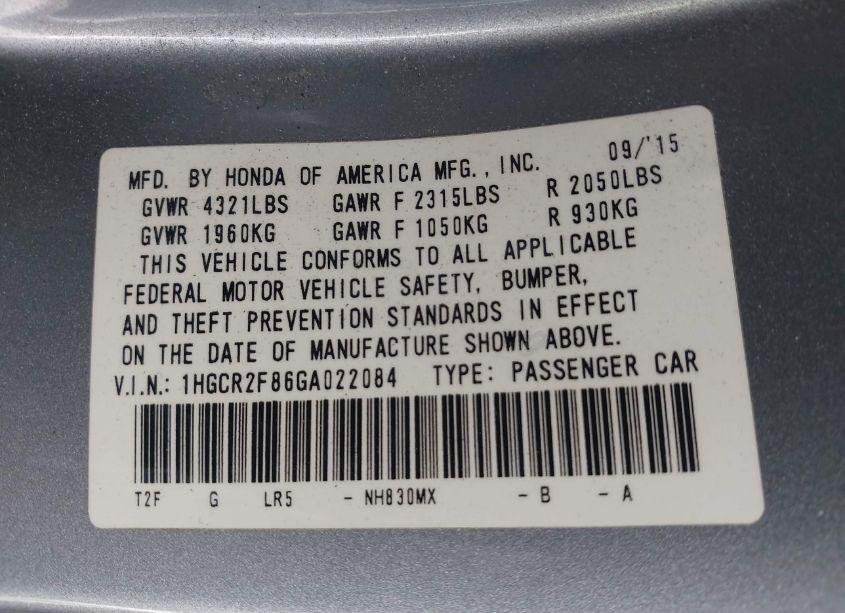 MFD. BY HONDA OF AMERICA MFG., INC. 09/'15
GVWR 4321LBS GAWR F 2315LBS R 2050LBS
GVWR 1960KG GAWR F 1050KG R 930KG
THIS VEHICLE CONFORMS TO ALL APPLICABLE
FEDERAL MOTOR VEHICLE SAFETY, BUMPER,
AND THEFT PREVENTION STANDARDS IN EFFECT
ON THE DATE OF MANUFACTURE SHOWN ABOVE.
V.I.N.: 1HGCR2F86GA022084 TYPE: PASSENGER CAR
T2F G LR5 - NH830MX - B - A